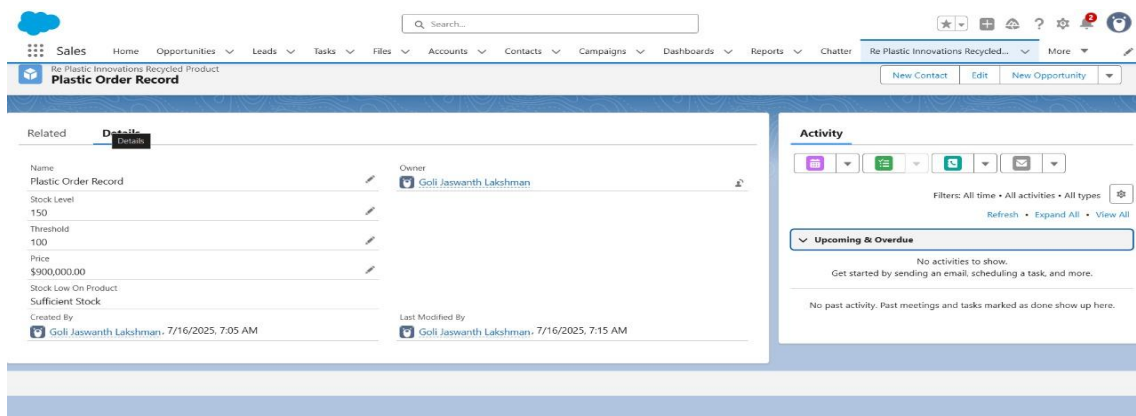 Search...
2
Sales Home Opportunities Leads Tasks Files Accounts Contacts Campaigns Dashboards Reports Chatter Re Plastic Innovations Recycled... More
Re Plastic Innovations Recycled Product
Plastic Order Record
New Contact Edit New Opportunity
Related Details
Details
Name
Plastic Order Record
Owner
Goli Jaswanth Lakshman
Stock Level
150
Threshold
100
Price
$900,000.00
Stock Low On Product
Sufficient Stock
Created By
Goli Jaswanth Lakshman, 7/16/2025, 7:05 AM
Last Modified By
Goli Jaswanth Lakshman, 7/16/2025, 7:15 AM
Activity
Filters: All time • All activities • All types
Refresh • Expand All • View All
Upcoming & Overdue
No activities to show.
Get started by sending an email, scheduling a task, and more.
No past activity. Past meetings and tasks marked as done show up here.